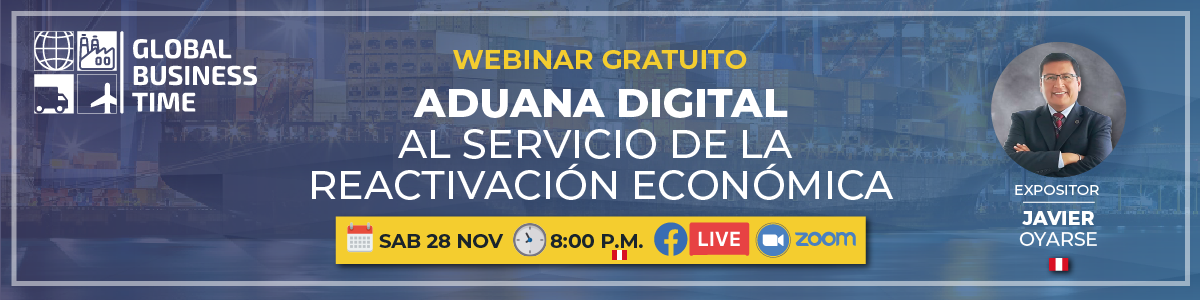 GLOBAL
BUSINESS
TIME
WEBINAR GRATUITO
ADUANA DIGITAL
AL SERVICIO DE LA
REACTIVACIÓN ECONÓMICA
SAB 28 NOV
8:00 P.M.
LIVE
zoom
EXPOSITOR
JAVIER
OYARSE